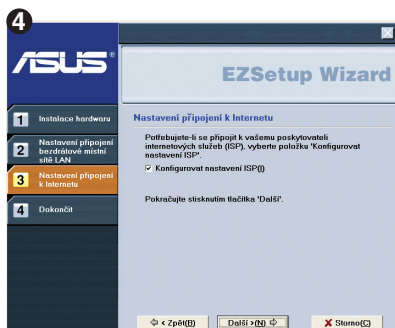 4
ASUS®
EZSetup Wizard
1 Instalace hardwaru
2 Nastavení připojení
bezdrátové místní
sítě LAN
3 Nastavení připojení
k Internetu
4 Dokončit
Nastavení připojení k Internetu
Potřebujete-li se připojit k vašemu poskytovateli
internetových služeb (ISP), vyberte položku 'Konfigurovat
nastavení ISP'.
Konfigurovat nastavení ISP(I)
Pokračujte stisknutím tlačítka 'Další'.
< Zpět(B)
Další >(N)
Storno(C)